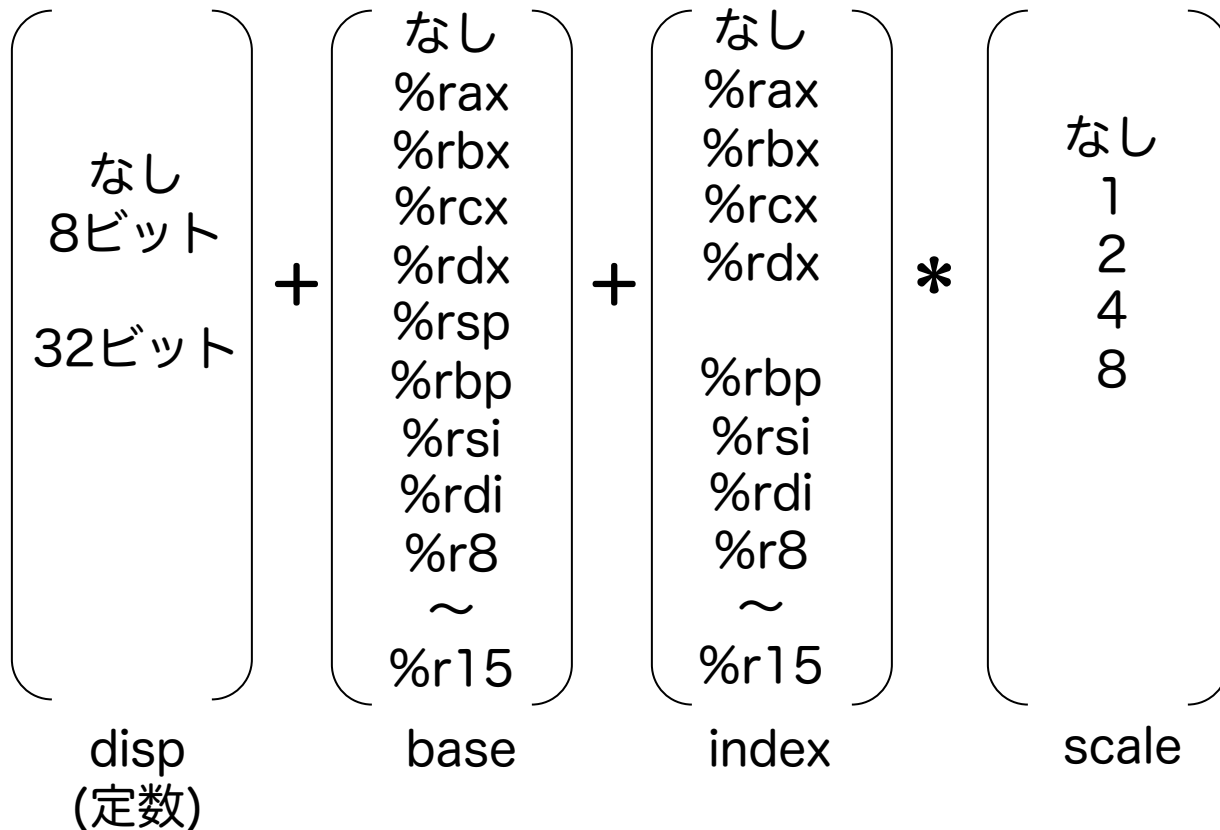 なし
8ビット
32ビット
disp
(定数)
+
なし
%rax
%rbx
%rcx
%rdx
%rsp
%rbp
%rsi
%rdi
%r8
〜
%r15
base
+
なし
%rax
%rbx
%rcx
%rdx
%rbp
%rsi
%rdi
%r8
〜
%r15
index
*
なし
1
2
4
8
scale